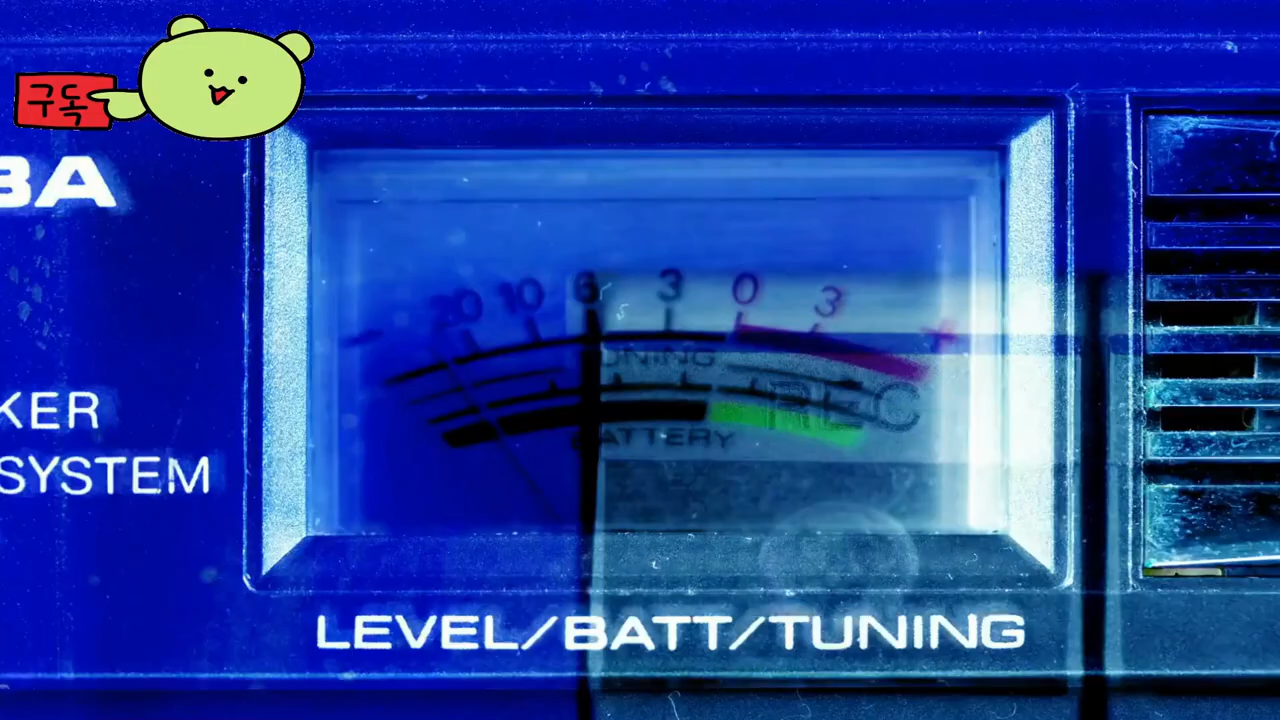 구독
BA
20 10 6 3 0 3 +
TUNING
REC
BATTERY
KER
SYSTEM
LEVEL/BATT/TUNING